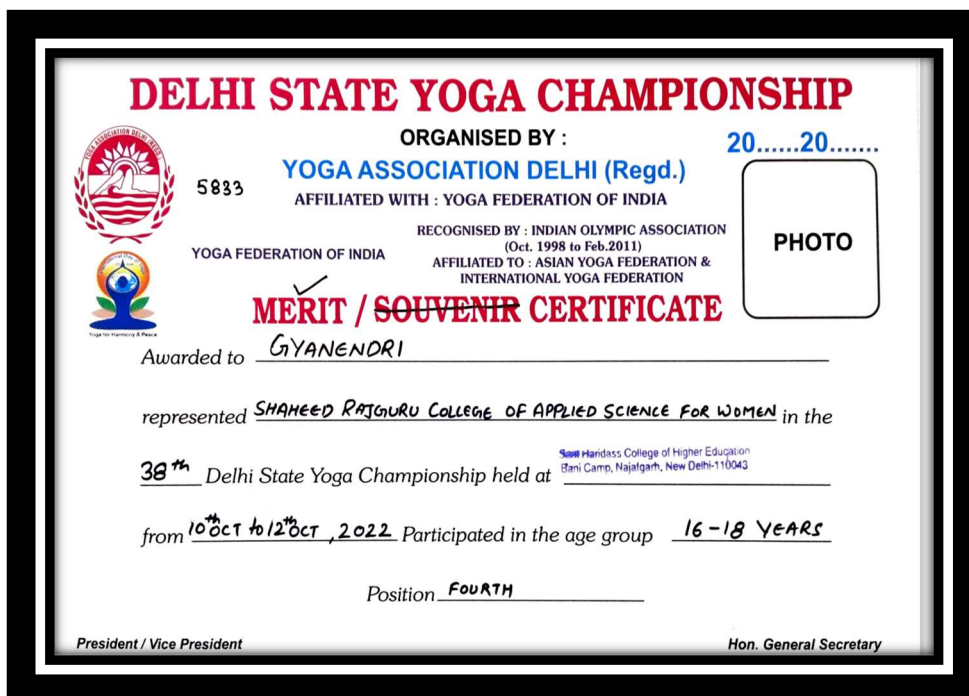 DELHI STATE YOGA CHAMPIONSHIP
ORGANISED BY :
20......20.......
YOGA ASSOCIATION DELHI (REGD.)
5833
YOGA ASSOCIATION DELHI (Regd.)
AFFILIATED WITH : YOGA FEDERATION OF INDIA
RECOGNISED BY : INDIAN OLYMPIC ASSOCIATION
(Oct. 1998 to Feb.2011)
YOGA FEDERATION OF INDIA
AFFILIATED TO : ASIAN YOGA FEDERATION &
INTERNATIONAL YOGA FEDERATION
PHOTO
Yoga for Harmony & Peace
MERIT / SOUVENIR CERTIFICATE
Awarded to GYANENDRI
represented SHAHEED RAJGURU COLLEGE OF APPLIED SCIENCE FOR WOMEN in the
Sant Haridass College of Higher Education
Bani Camp, Najafgarh, New Delhi-110043
38th Delhi State Yoga Championship held at
from 10th OCT to 12th OCT, 2022 Participated in the age group 16-18 YEARS
Position FOURTH
President / Vice President
Hon. General Secretary